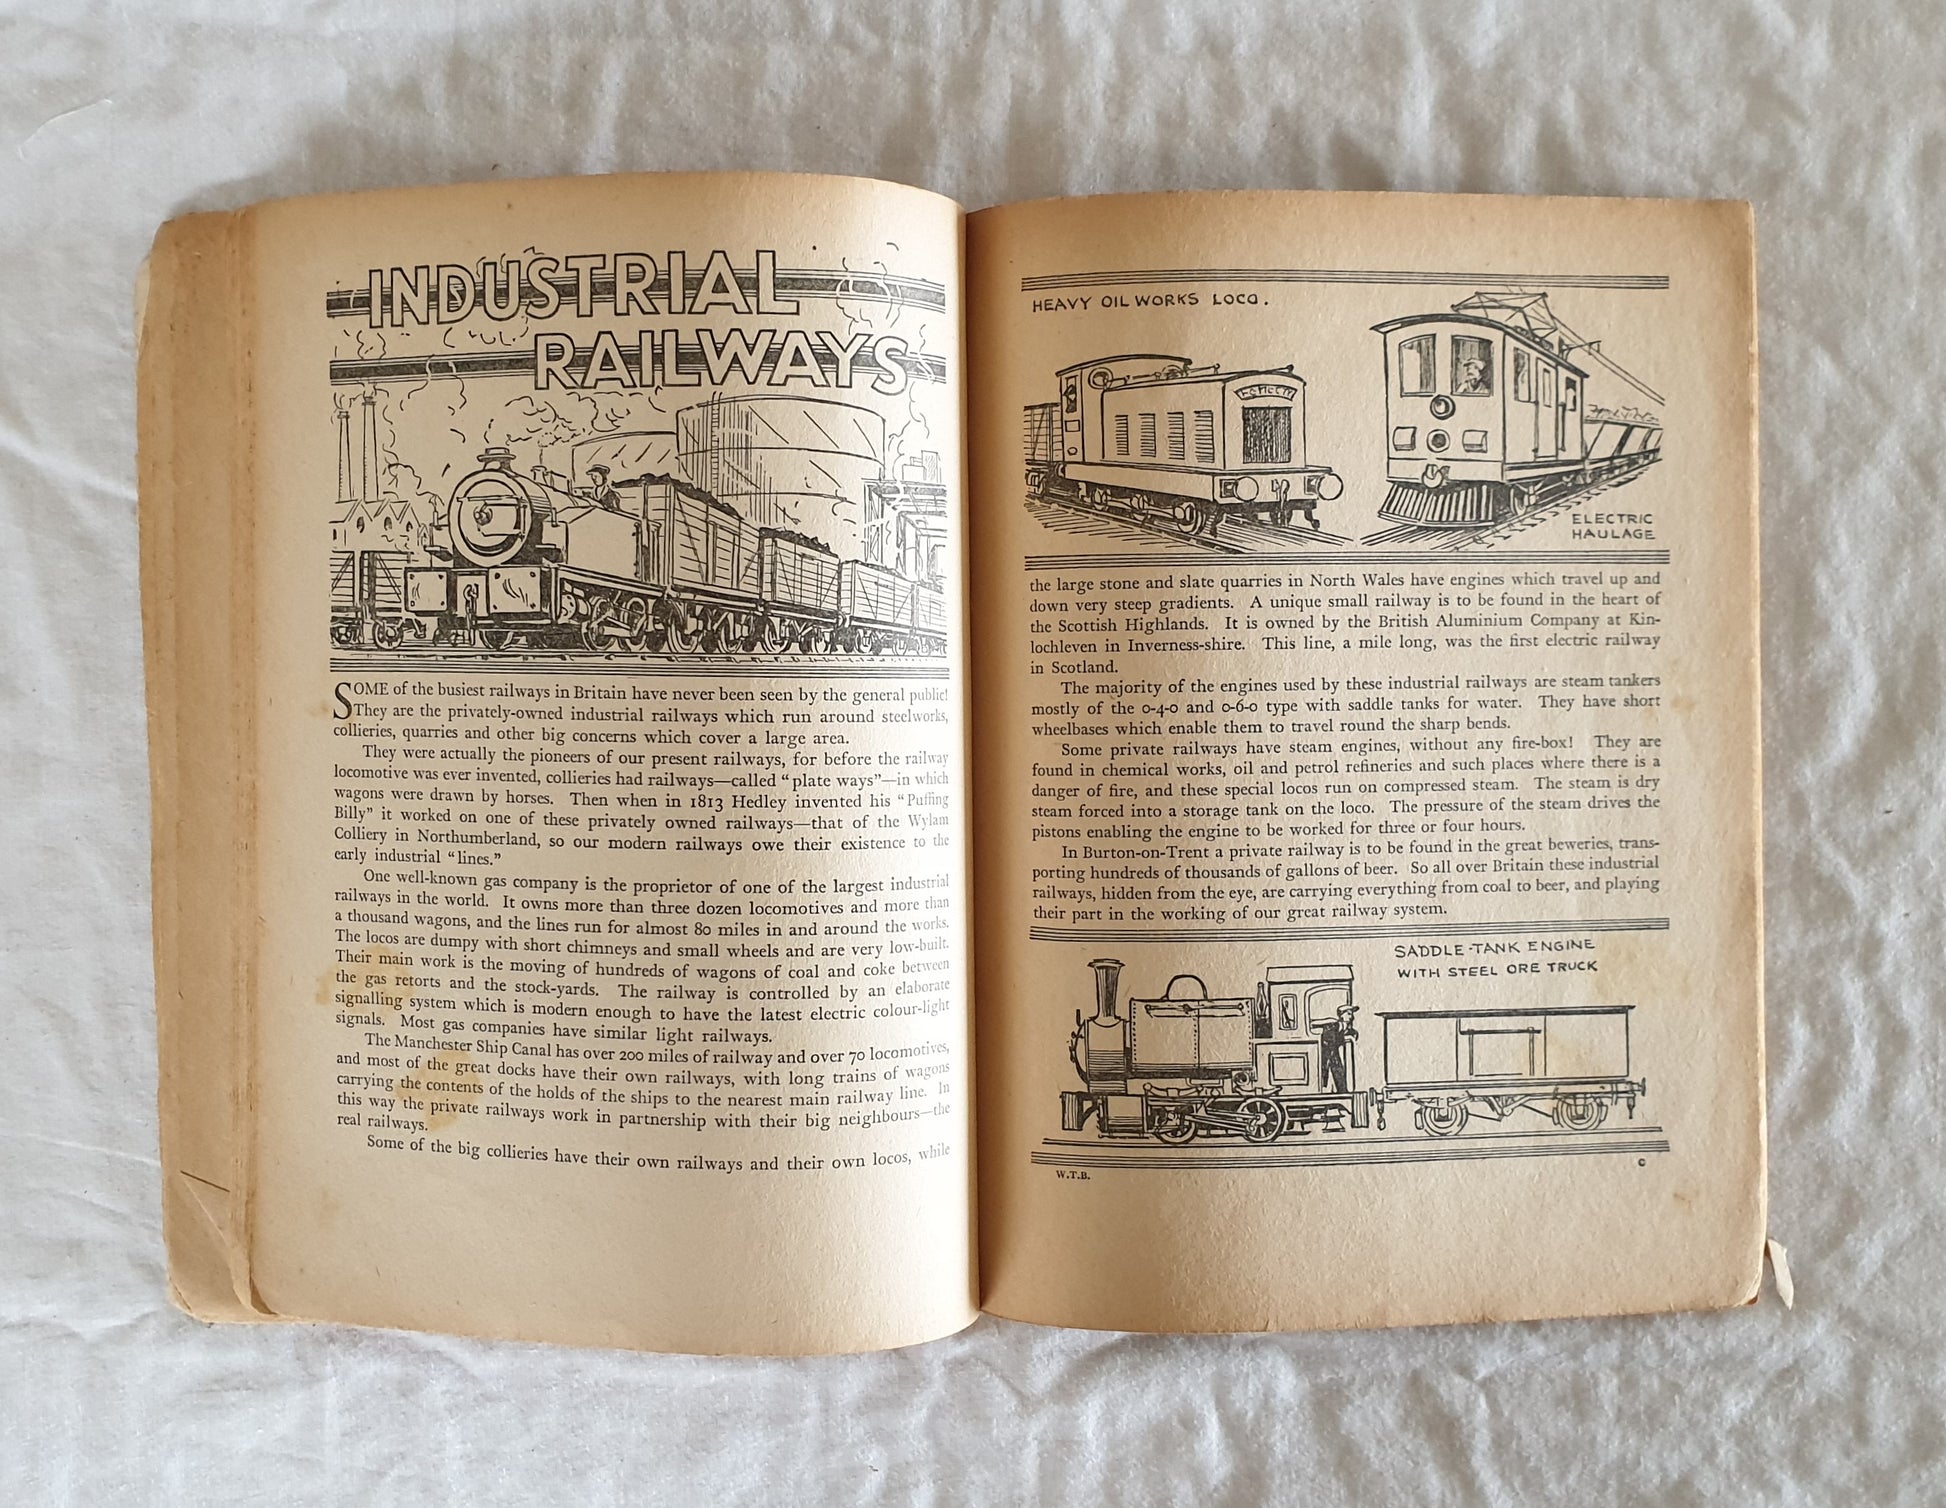 INDUSTRIAL
RAILWAYS
SOME of the busiest railways in Britain have never been seen by the general public!
They are the privately-owned industrial railways which run around steelworks,
collieries, quarries and other big concerns which cover a large area.
They were actually the pioneers of our present railways, for before the railway
locomotive was ever invented, collieries had railways—called "plate ways"—in which
wagons were drawn by horses. Then when in 1813 Hedley invented his "Puffing
Billy" it worked on one of these privately owned railways—that of the Wylam
Colliery in Northumberland, so our modern railways owe their existence to the
early industrial "lines."
One well-known gas company is the proprietor of one of the largest industrial
railways in the world. It owns more than three dozen locomotives and more than
a thousand wagons, and the lines run for almost 80 miles in and around the works.
The locos are dumpy with short chimneys and small wheels and are very low-built.
Their main work is the moving of hundreds of wagons of coal and coke between
the gas retorts and the stock-yards. The railway is controlled by an elaborate
signalling system which is modern enough to have the latest electric colour-light
signals. Most gas companies have similar light railways.
The Manchester Ship Canal has over 200 miles of railway and over 70 locomotives,
and most of the great docks have their own railways, with long trains of wagons
carrying the contents of the holds of the ships to the nearest main railway line. In
this way the private railways work in partnership with their big neighbours—the
real railways.
Some of the big collieries have their own railways and their own locos, while
HEAVY OIL WORKS LOCO.
ELECTRIC
HAULAGE
the large stone and slate quarries in North Wales have engines which travel up and
down very steep gradients. A unique small railway is to be found in the heart of
the Scottish Highlands. It is owned by the British Aluminium Company at Kin-
lochleven in Inverness-shire. This line, a mile long, was the first electric railway
in Scotland.
The majority of the engines used by these industrial railways are steam tankers
mostly of the 0-4-0 and 0-6-0 type with saddle tanks for water. They have short
wheelbases which enable them to travel round the sharp bends.
Some private railways have steam engines, without any fire-box! They are
found in chemical works, oil and petrol refineries and such places where there is a
danger of fire, and these special locos run on compressed steam. The steam is dry
steam forced into a storage tank on the loco. The pressure of the steam drives the
pistons enabling the engine to be worked for three or four hours.
In Burton-on-Trent a private railway is to be found in the great beweries, trans-
porting hundreds of thousands of gallons of beer. So all over Britain these industrial
railways, hidden from the eye, are carrying everything from coal to beer, and playing
their part in the working of our great railway system.
SADDLE-TANK ENGINE
WITH STEEL ORE TRUCK
W.T.B.
C